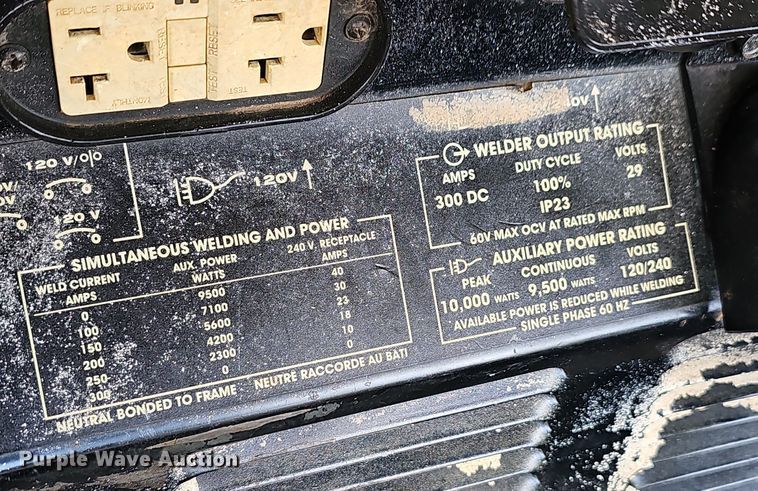 REPLACE IF BLINKING
RESET
TEST
MONTHLY
TEST
120 V/
120 V
120V
0V
WELDER OUTPUT RATING
AMPS DUTY CYCLE VOLTS
300 DC 100% 29
IP23
60V MAX OCV AT RATED MAX RPM
AUXILIARY POWER RATING
PEAK CONTINUOUS VOLTS
10,000 WATTS 9,500 WATTS 120/240
AVAILABLE POWER IS REDUCED WHILE WELDING
SINGLE PHASE 60 HZ
SIMULTANEOUS WELDING AND POWER
WELD CURRENT AUX. POWER 240 V. RECEPTACLE
AMPS WATTS AMPS
0 9500 40
100 7100 30
150 5600 23
200 4200 18
250 2300 10
300 0 0
NEUTRAL BONDED TO FRAME NEUTRE RACCORDE AU BATI
Purple Wave Auction